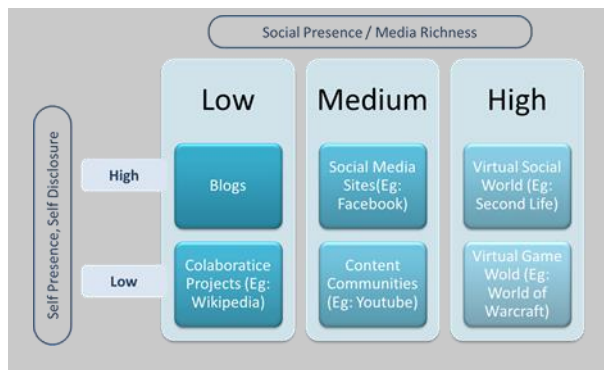 Social Presence / Media Richness
Low
Medium
High
Self Presence, Self Disclosure
High
Blogs
Social Media
Sites(Eg:
Facebook)
Virtual Social
World (Eg:
Second Life)
Low
Colaboratice
Projects (Eg:
Wikipedia)
Content
Communities
(Eg: Youtube)
Virtual Game
Wold (Eg:
World of
Warcraft)